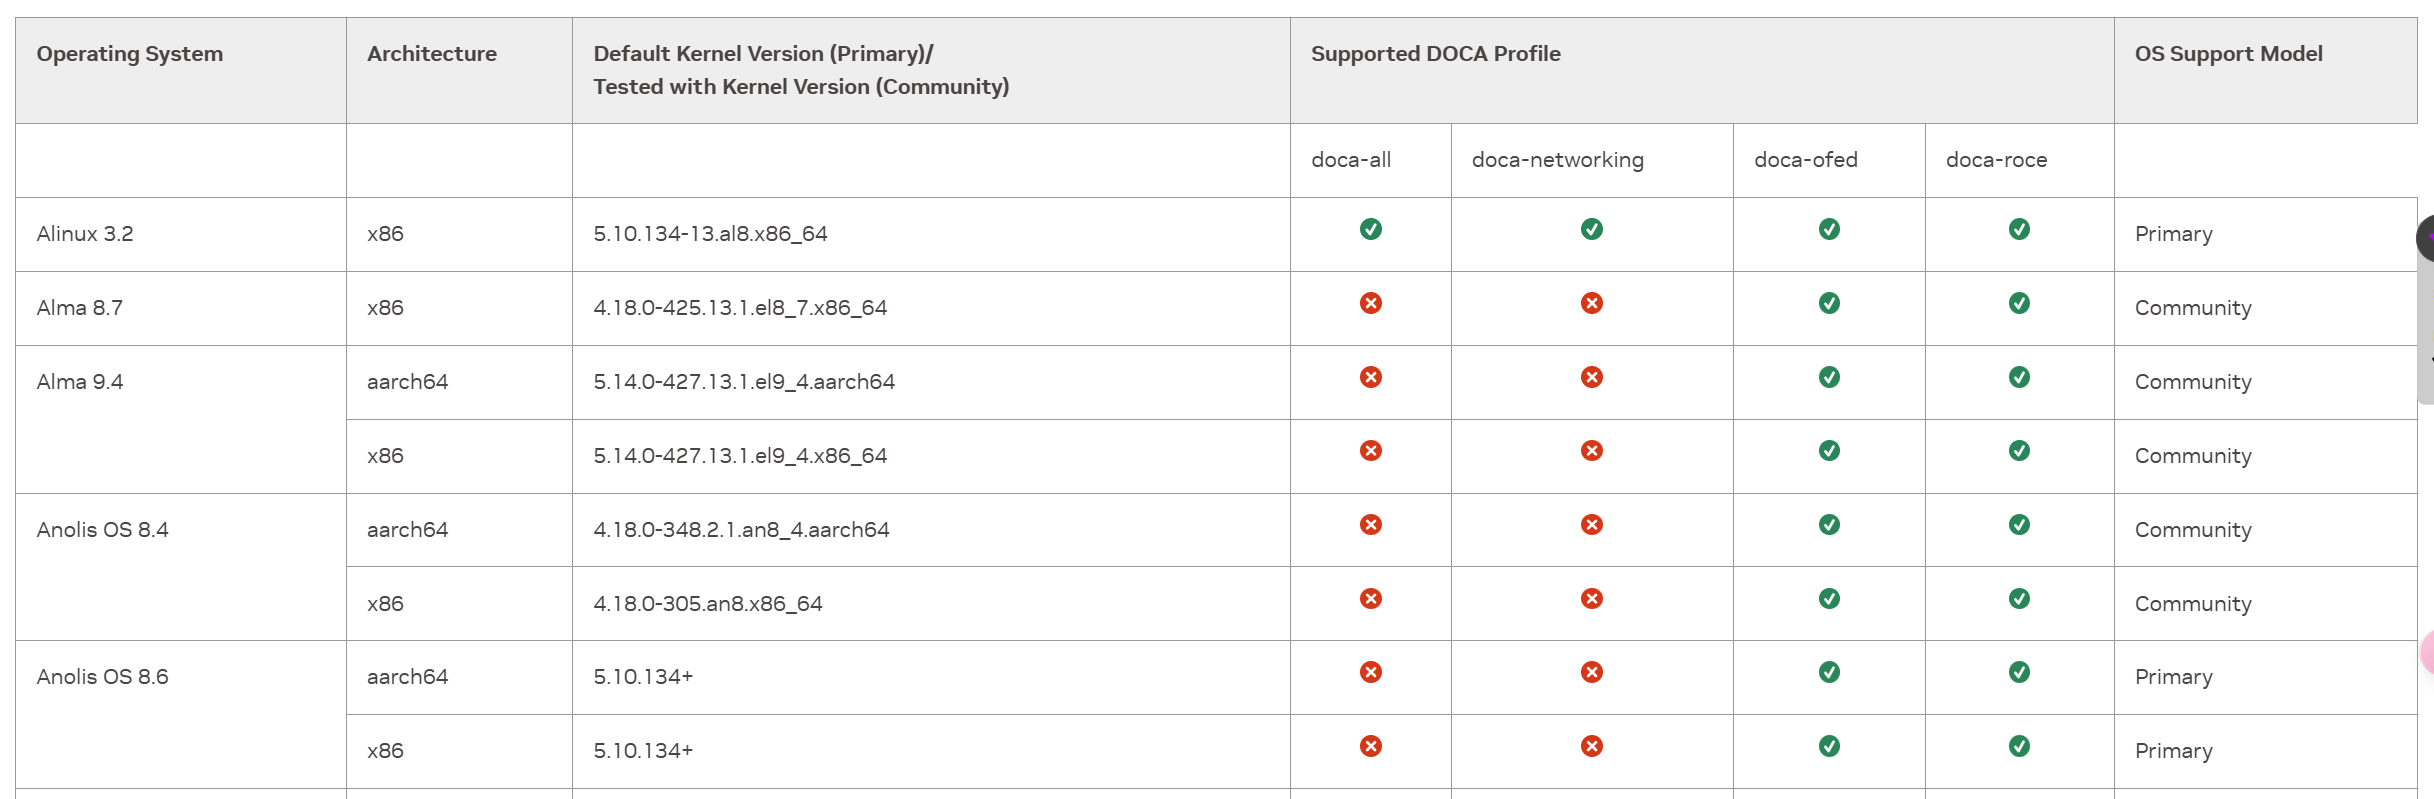 Operating System Architecture Default Kernel Version (Primary)/ Supported DOCA Profile OS Support Model
Tested with Kernel Version (Community)
doca-all doca-networking doca-ofed doca-roce
Alinux 3.2 x86 5.10.134-13.al8.x86_64 Primary
Alma 8.7 x86 4.18.0-425.13.1.el8_7.x86_64 Community
Alma 9.4 aarch64 5.14.0-427.13.1.el9_4.aarch64 Community
x86 5.14.0-427.13.1.el9_4.x86_64 Community
Anolis OS 8.4 aarch64 4.18.0-348.2.1.an8_4.aarch64 Community
x86 4.18.0-305.an8.x86_64 Community
Anolis OS 8.6 aarch64 5.10.134+ Primary
x86 5.10.134+ Primary